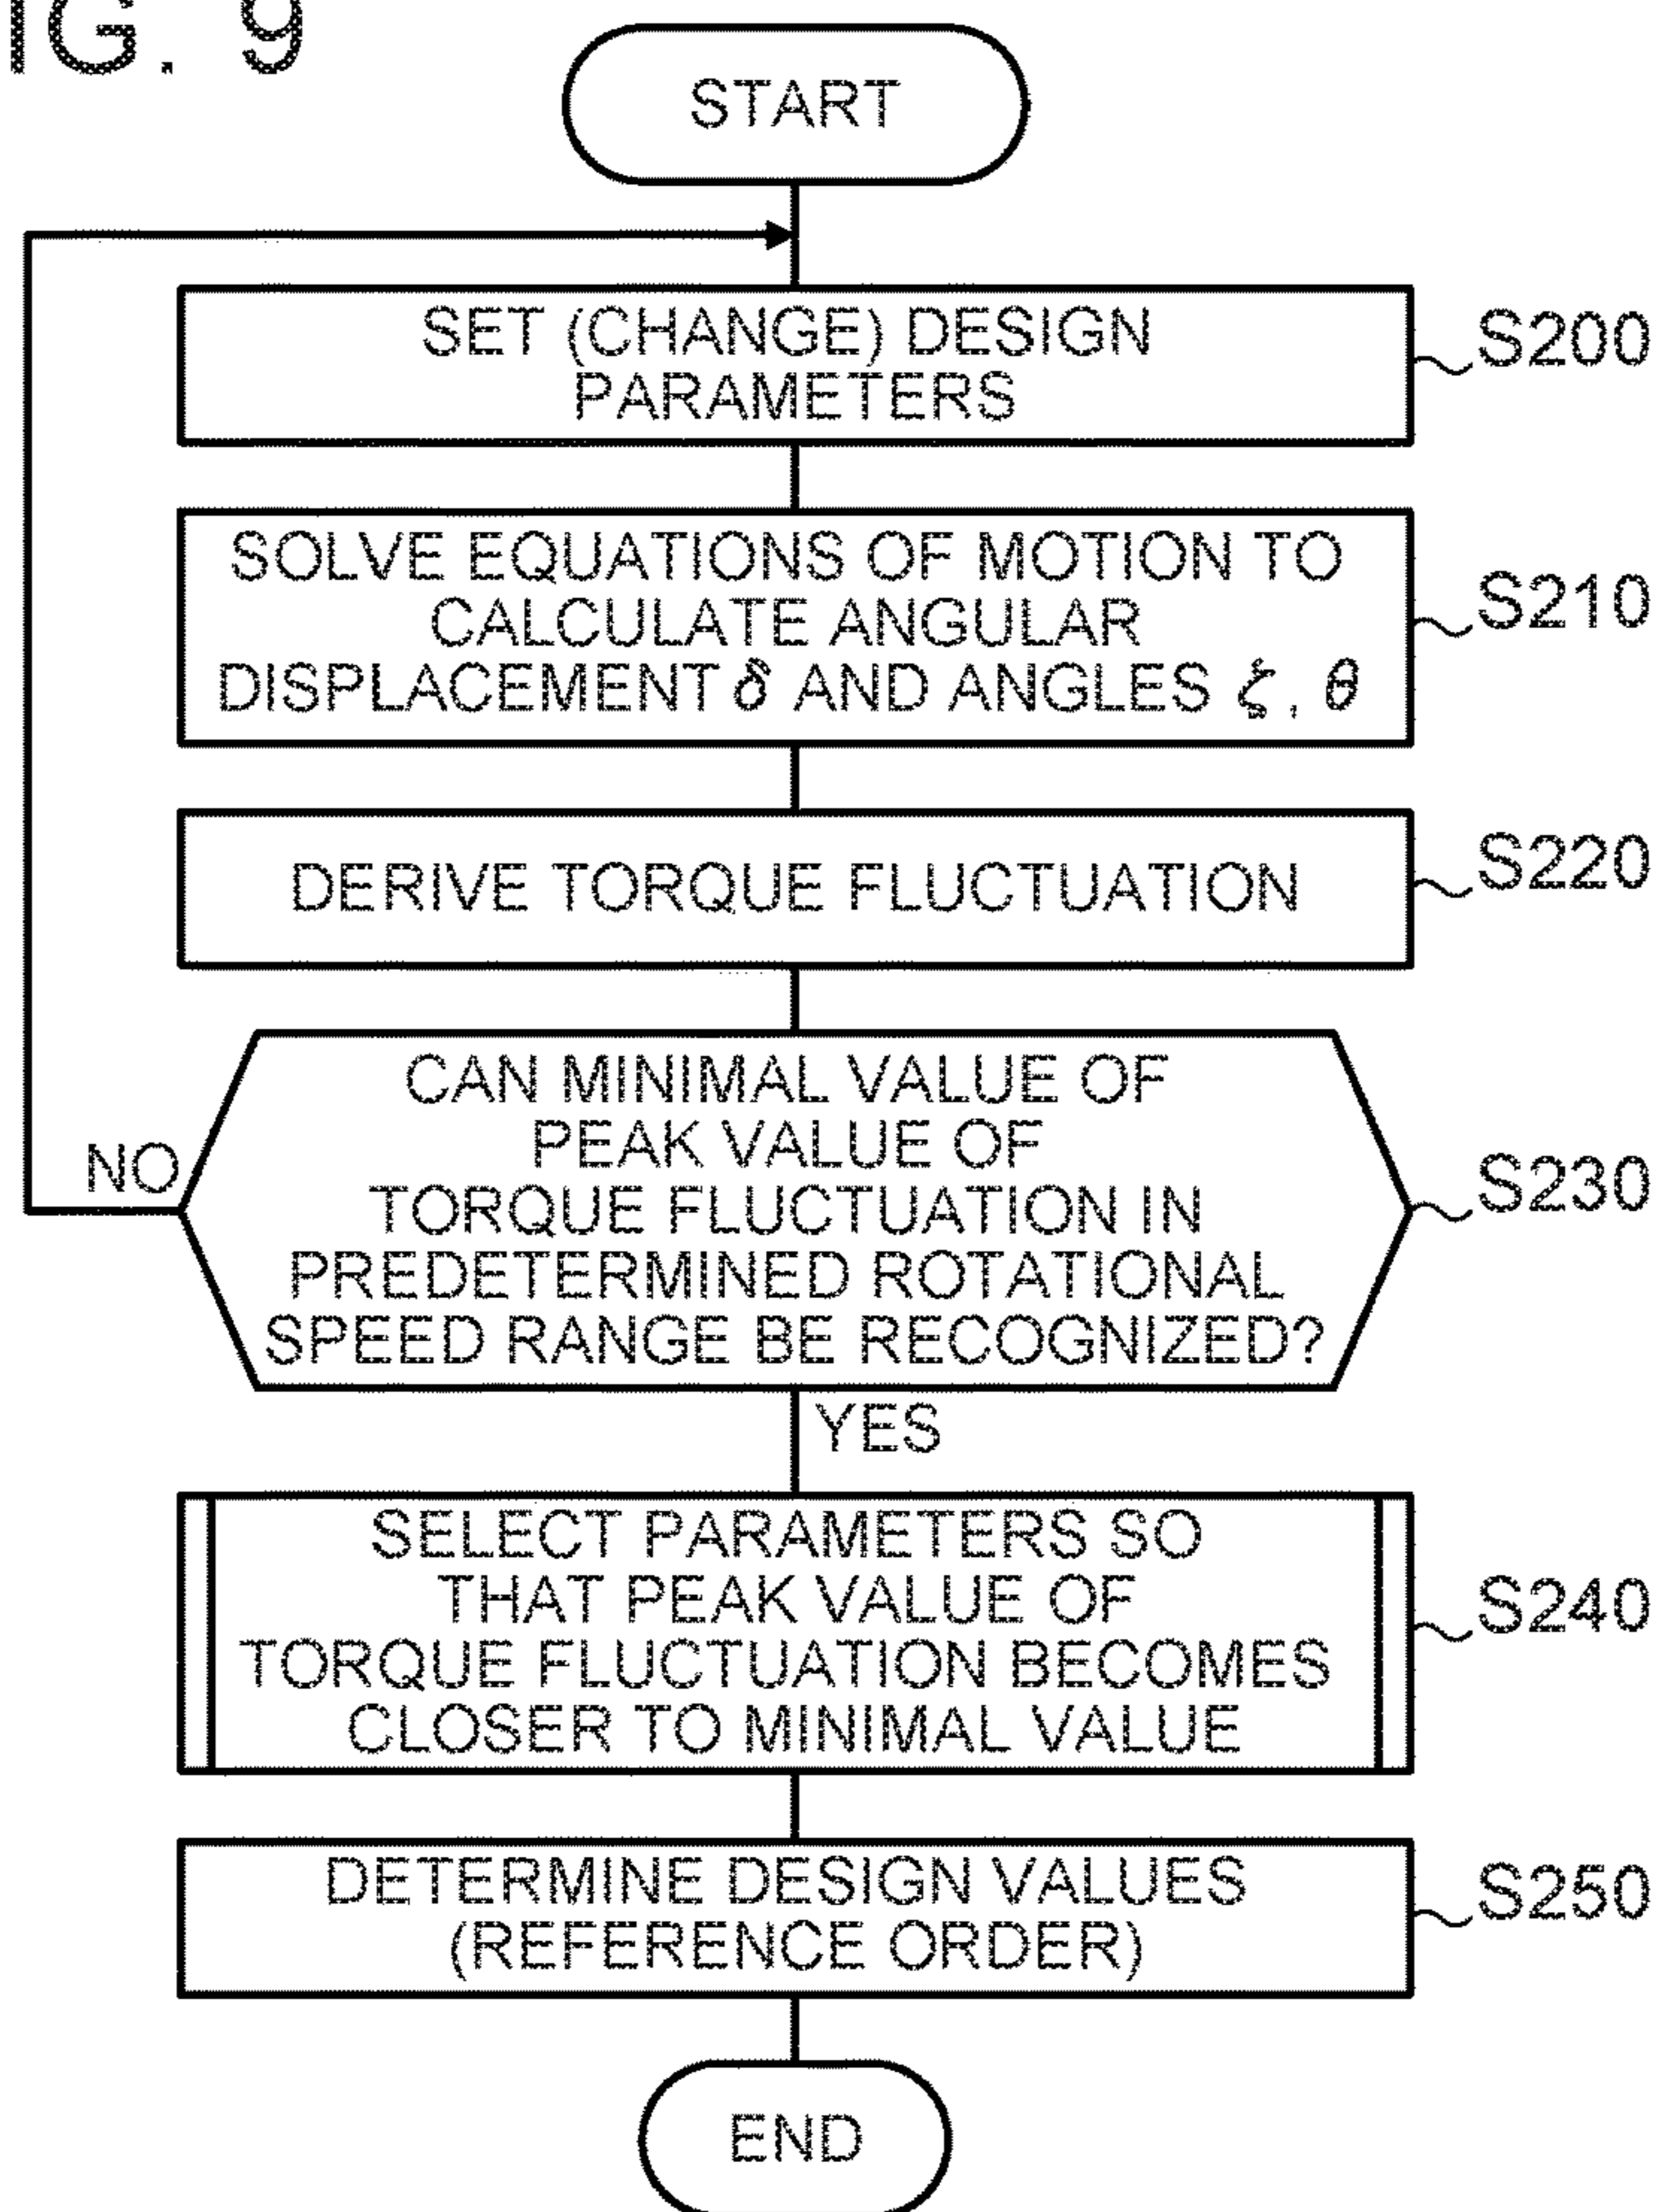 IG. 9
START
SET (CHANGE) DESIGN
PARAMETERS
S200
SOLVE EQUATIONS OF MOTION TO
CALCULATE ANGULAR
DISPLACEMENT δ AND ANGLES ζ, θ
S210
DERIVE TORQUE FLUCTUATION
S220
CAN MINIMAL VALUE OF
PEAK VALUE OF
TORQUE FLUCTUATION IN
PREDETERMINED ROTATIONAL
SPEED RANGE BE RECOGNIZED?
S230
NO
YES
SELECT PARAMETERS SO
THAT PEAK VALUE OF
TORQUE FLUCTUATION BECOMES
CLOSER TO MINIMAL VALUE
S240
DETERMINE DESIGN VALUES
(REFERENCE ORDER)
S250
END